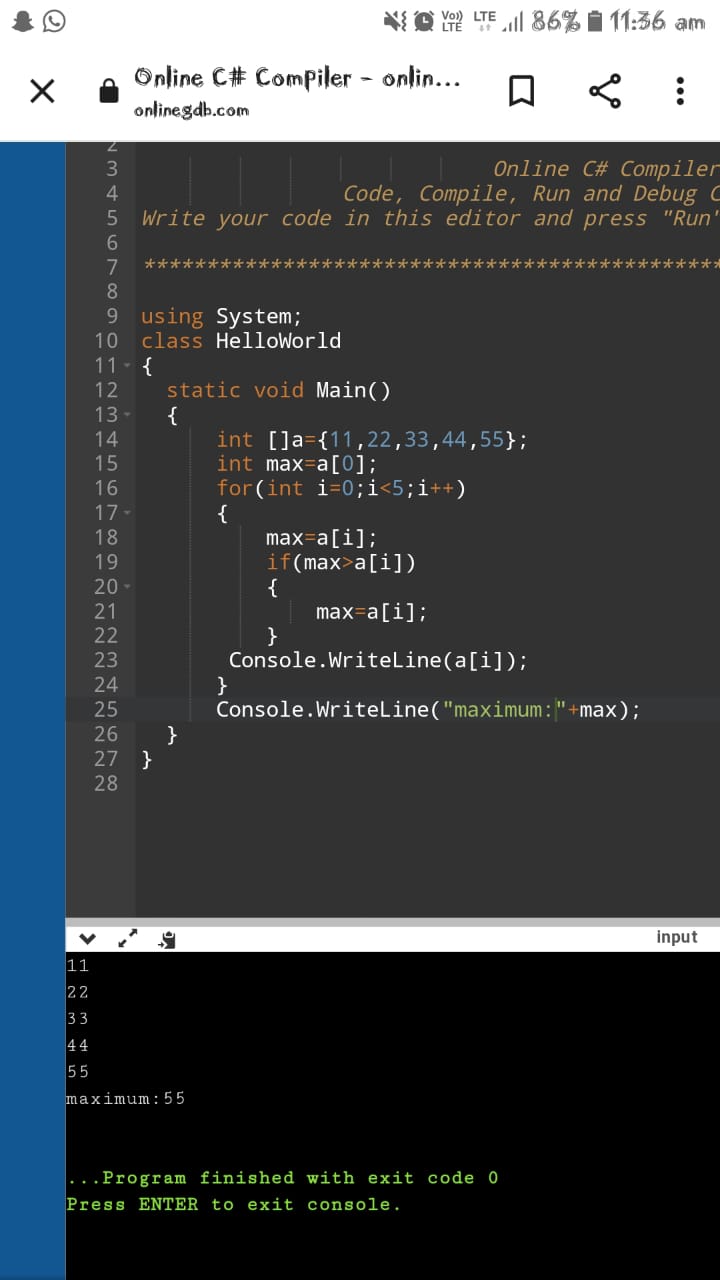 Vo)) LTE LTE 86% 11:36 am
Online C# Compiler - onlin...
onlinegdb.com
2
3 Online C# Compiler
4 Code, Compile, Run and Debug C
5 Write your code in this editor and press "Run"
6
7 ***********************************************
8
9 using System;
10 class HelloWorld
11 {
12 static void Main()
13 {
14 int []a={11,22,33,44,55};
15 int max=a[0];
16 for(int i=0;i<5;i++)
17 {
18 max=a[i];
19 if(max>a[i])
20 {
21 max=a[i];
22 }
23 Console.WriteLine(a[i]);
24 }
25 Console.WriteLine("maximum:"+max);
26 }
27 }
28
input
11
22
33
44
55
maximum:55
...Program finished with exit code 0
Press ENTER to exit console.